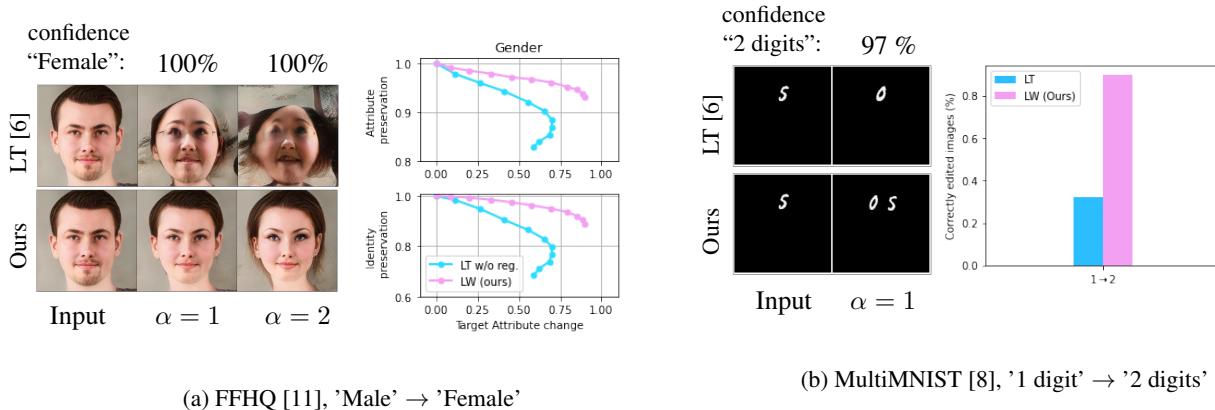 confidence
“Female”: 100% 100%
LT [6]
Ours
Input α = 1 α = 2
Gender
Attribute
preservation
1.0
0.9
0.8
0.00 0.25 0.50 0.75 1.00
Identity
preservation
1.0
0.8
0.6
LT w/o reg.
LW (ours)
0.00 0.25 0.50 0.75 1.00
Target Attribute change
(a) FFHQ [11], ’Male’ → ’Female’
confidence
“2 digits”: 97 %
LT [6]
5 0
Ours
5 0 5
Input α = 1
Correctly edited images (%)
0.8
0.6
0.4
0.2
0.0
LT
LW (Ours)
1→2
(b) MultiMNIST [8], ’1 digit’ → ’2 digits’